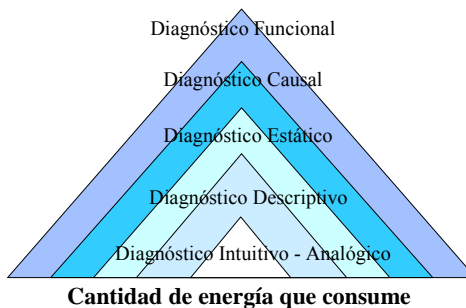 Diagnóstico Funcional
Diagnóstico Causal
Diagnóstico Estático
Diagnóstico Descriptivo
Diagnóstico Intuitivo - Analógico
Cantidad de energía que consume